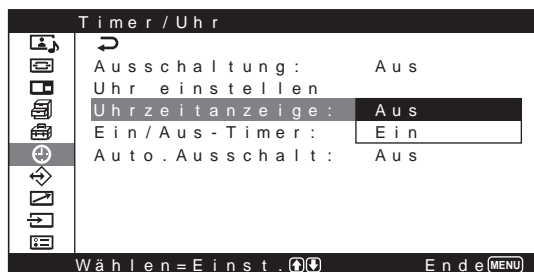 Timer/Uhr
Ausschaltung: Aus
Uhr einstellen
Uhrzeitanzeige: Aus
Ein/Aus-Timer: Ein
Auto.Ausschalt: Aus
Wählen=Einst. Ende MENU